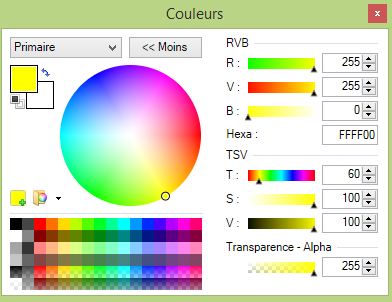 Couleurs
x
Primaire
<< Moins
RVB
R : 255
V : 255
B : 0
Hexa : FFFF00
TSV
T : 60
S : 100
V : 100
Transparence - Alpha
255